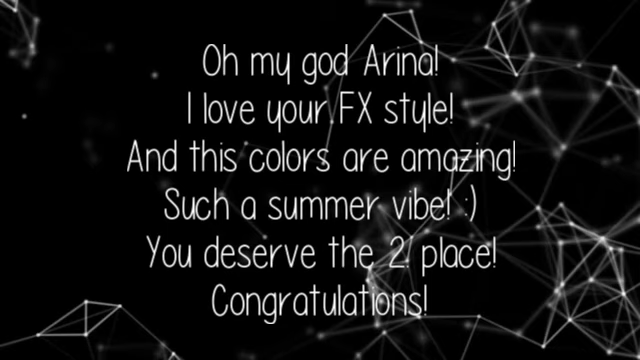 Oh my god Arina!
I love your FX style!
And this colors are amazing!
Such a summer vibe! :)
You deserve the 2. place!
Congratulations!